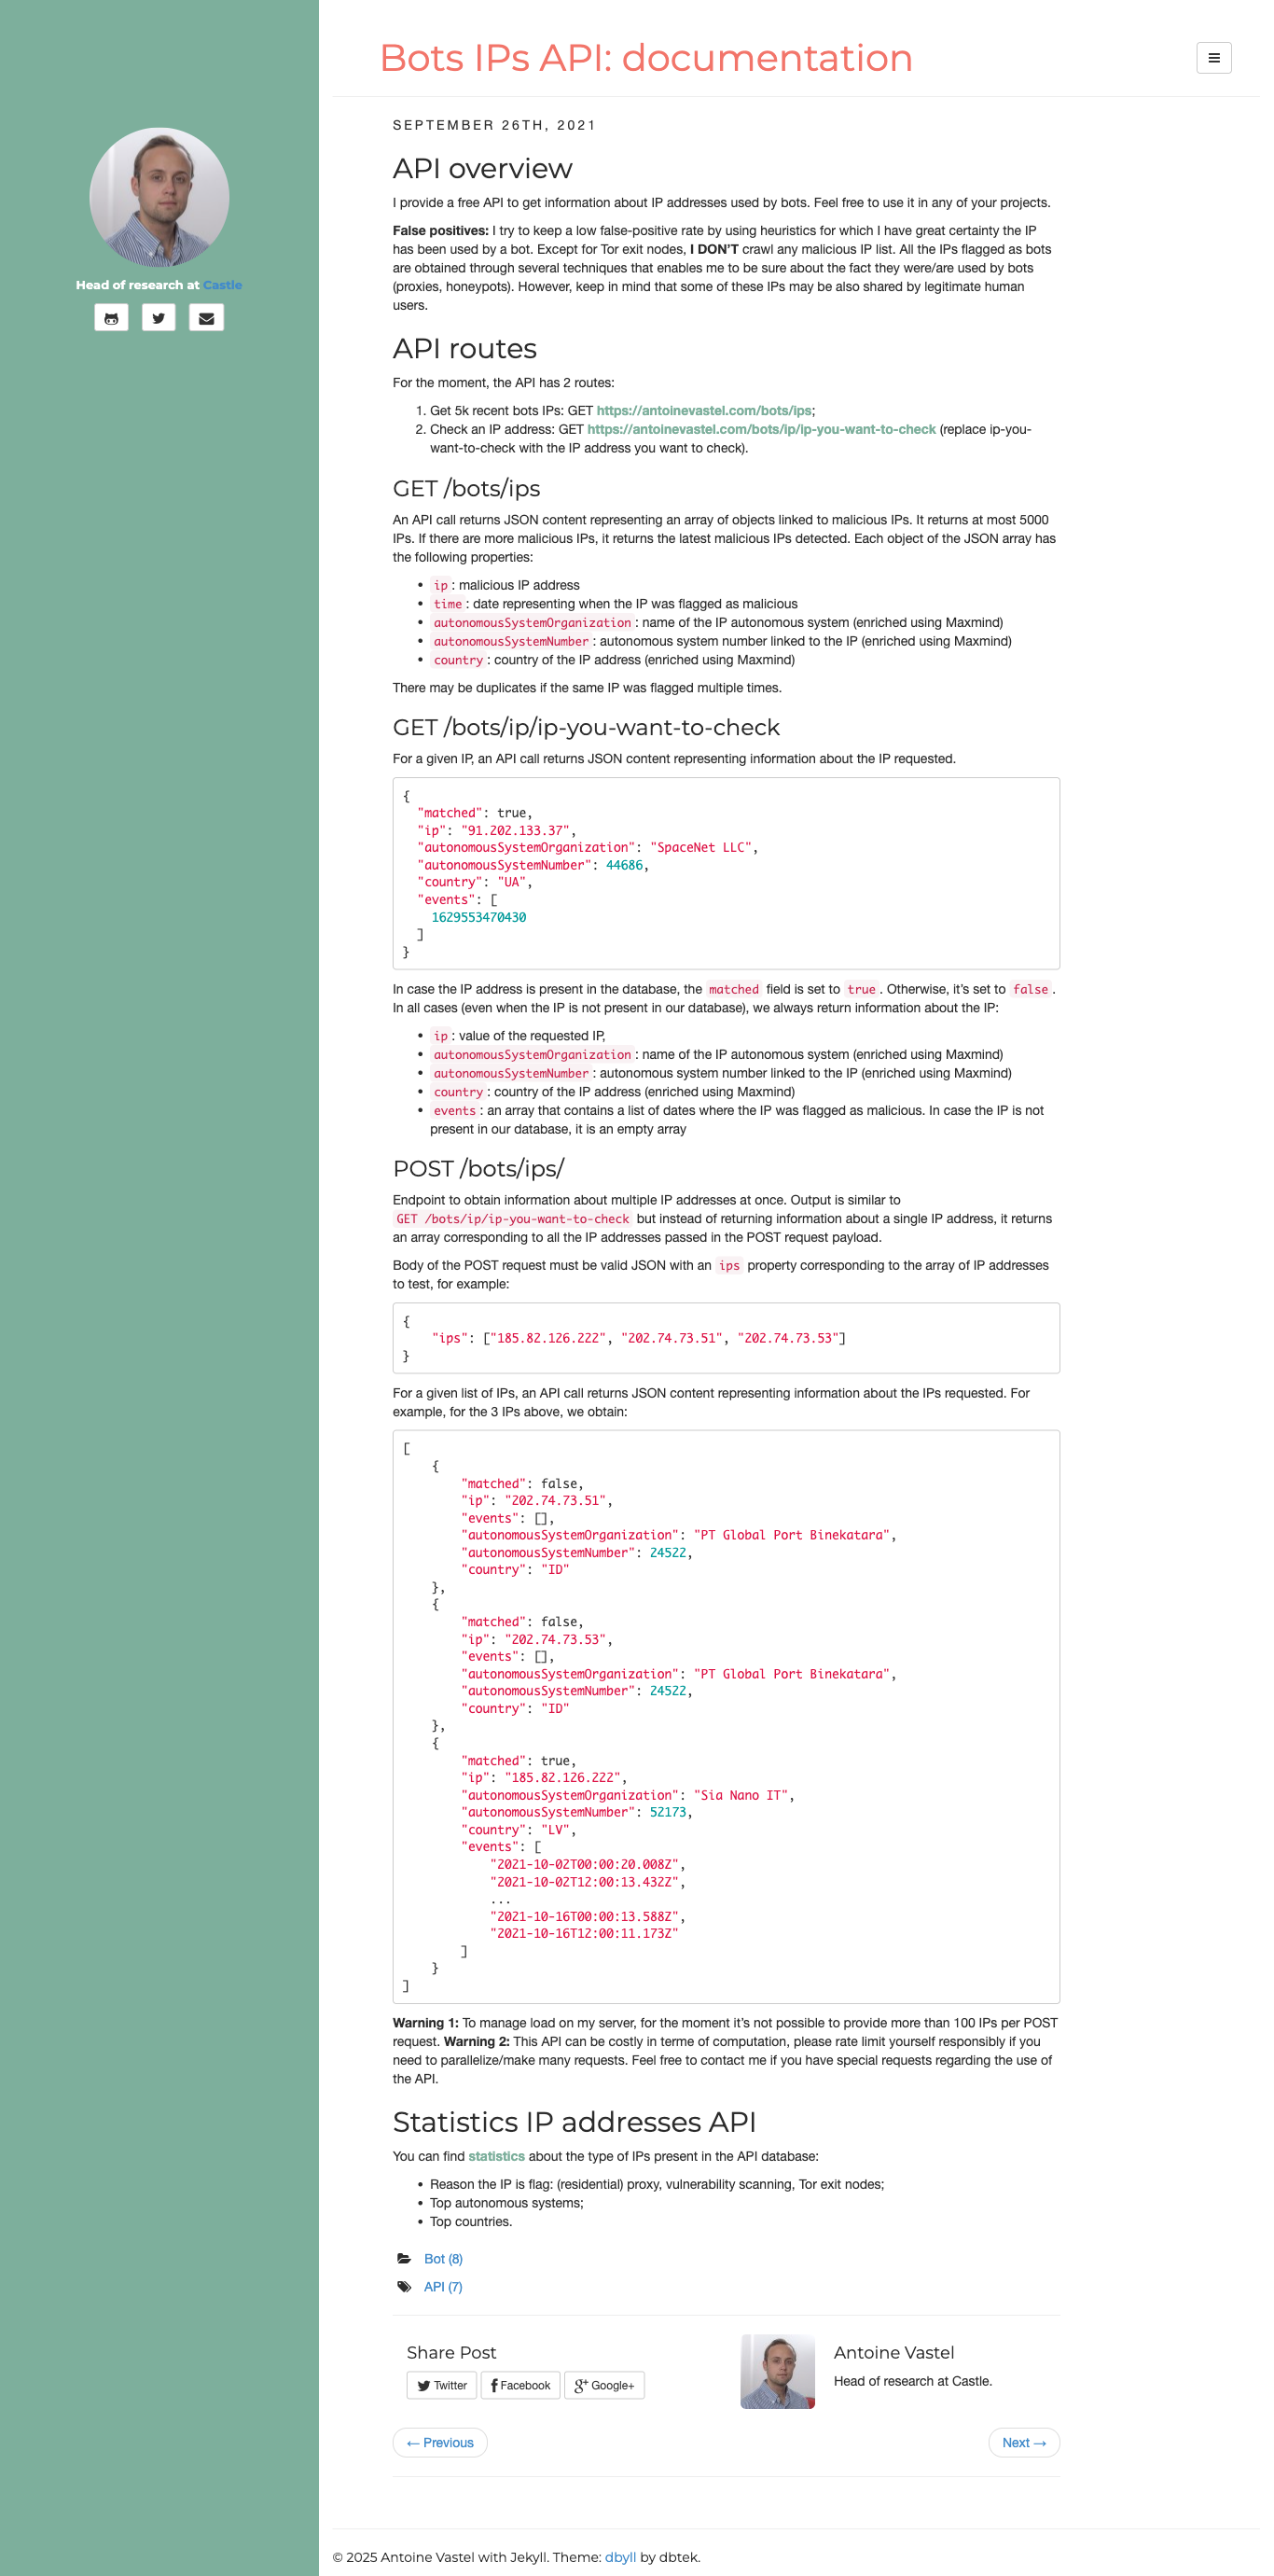 Bots IPs API: documentation
Head of research at Castle
SEPTEMBER 26TH, 2021
API overview
I provide a free API to get information about IP addresses used by bots. Feel free to use it in any of your projects.
False positives: I try to keep a low false-positive rate by using heuristics for which I have great certainty the IP
has been used by a bot. Except for Tor exit nodes, I DON'T crawl any malicious IP list. All the IPs flagged as bots
are obtained through several techniques that enables me to be sure about the fact they were/are used by bots
(proxies, honeypots). However, keep in mind that some of these IPs may be also shared by legitimate human
users.
API routes
For the moment, the API has 2 routes:
1. Get 5k recent bots IPs: GET https://antoinevastel.com/bots/ips;
2. Check an IP address: GET https://antoinevastel.com/bots/ip/ip-you-want-to-check (replace ip-you-
want-to-check with the IP address you want to check).
GET /bots/ips
An API call returns JSON content representing an array of objects linked to malicious IPs. It returns at most 5000
IPs. If there are more malicious IPs, it returns the latest malicious IPs detected. Each object of the JSON array has
the following properties:
• ip : malicious IP address
• time : date representing when the IP was flagged as malicious
• autonomousSystemOrganization : name of the IP autonomous system (enriched using Maxmind)
• autonomousSystemNumber : autonomous system number linked to the IP (enriched using Maxmind)
• country : country of the IP address (enriched using Maxmind)
There may be duplicates if the same IP was flagged multiple times.
GET /bots/ip/ip-you-want-to-check
For a given IP, an API call returns JSON content representing information about the IP requested.
{
"matched": true,
"ip": "91.202.133.37",
"autonomousSystemOrganization": "SpaceNet LLC",
"autonomousSystemNumber": 44686,
"country": "UA",
"events": [
1629553470430
]
}
In case the IP address is present in the database, the matched field is set to true . Otherwise, it's set to false .
In all cases (even when the IP is not present in our database), we always return information about the IP:
• ip : value of the requested IP,
• autonomousSystemOrganization : name of the IP autonomous system (enriched using Maxmind)
• autonomousSystemNumber : autonomous system number linked to the IP (enriched using Maxmind)
• country : country of the IP address (enriched using Maxmind)
• events : an array that contains a list of dates where the IP was flagged as malicious. In case the IP is not
present in our database, it is an empty array
POST /bots/ips/
Endpoint to obtain information about multiple IP addresses at once. Output is similar to
GET /bots/ip/ip-you-want-to-check but instead of returning information about a single IP address, it returns
an array corresponding to all the IP addresses passed in the POST request payload.
Body of the POST request must be valid JSON with an ips property corresponding to the array of IP addresses
to test, for example:
{
"ips": ["185.82.126.222", "202.74.73.51", "202.74.73.53"]
}
For a given list of IPs, an API call returns JSON content representing information about the IPs requested. For
example, for the 3 IPs above, we obtain:
[
{
"matched": false,
"ip": "202.74.73.51",
"events": [],
"autonomousSystemOrganization": "PT Global Port Binekatara",
"autonomousSystemNumber": 24522,
"country": "ID"
},
{
"matched": false,
"ip": "202.74.73.53",
"events": [],
"autonomousSystemOrganization": "PT Global Port Binekatara",
"autonomousSystemNumber": 24522,
"country": "ID"
},
{
"matched": true,
"ip": "185.82.126.222",
"autonomousSystemOrganization": "Sia Nano IT",
"autonomousSystemNumber": 52173,
"country": "LV",
"events": [
"2021-10-02T00:00:20.008Z",
"2021-10-02T12:00:13.432Z",
...
"2021-10-16T00:00:13.588Z",
"2021-10-16T12:00:11.173Z"
]
}
]
Warning 1: To manage load on my server, for the moment it's not possible to provide more than 100 IPs per POST
request. Warning 2: This API can be costly in terme of computation, please rate limit yourself responsibly if you
need to parallelize/make many requests. Feel free to contact me if you have special requests regarding the use of
the API.
Statistics IP addresses API
You can find statistics about the type of IPs present in the API database:
• Reason the IP is flag: (residential) proxy, vulnerability scanning, Tor exit nodes;
• Top autonomous systems;
• Top countries.
Bot (8)
API (7)
Share Post
Twitter Facebook Google+
Antoine Vastel
Head of research at Castle.
← Previous
Next →
© 2025 Antoine Vastel with Jekyll. Theme: dbyll by dbtek.